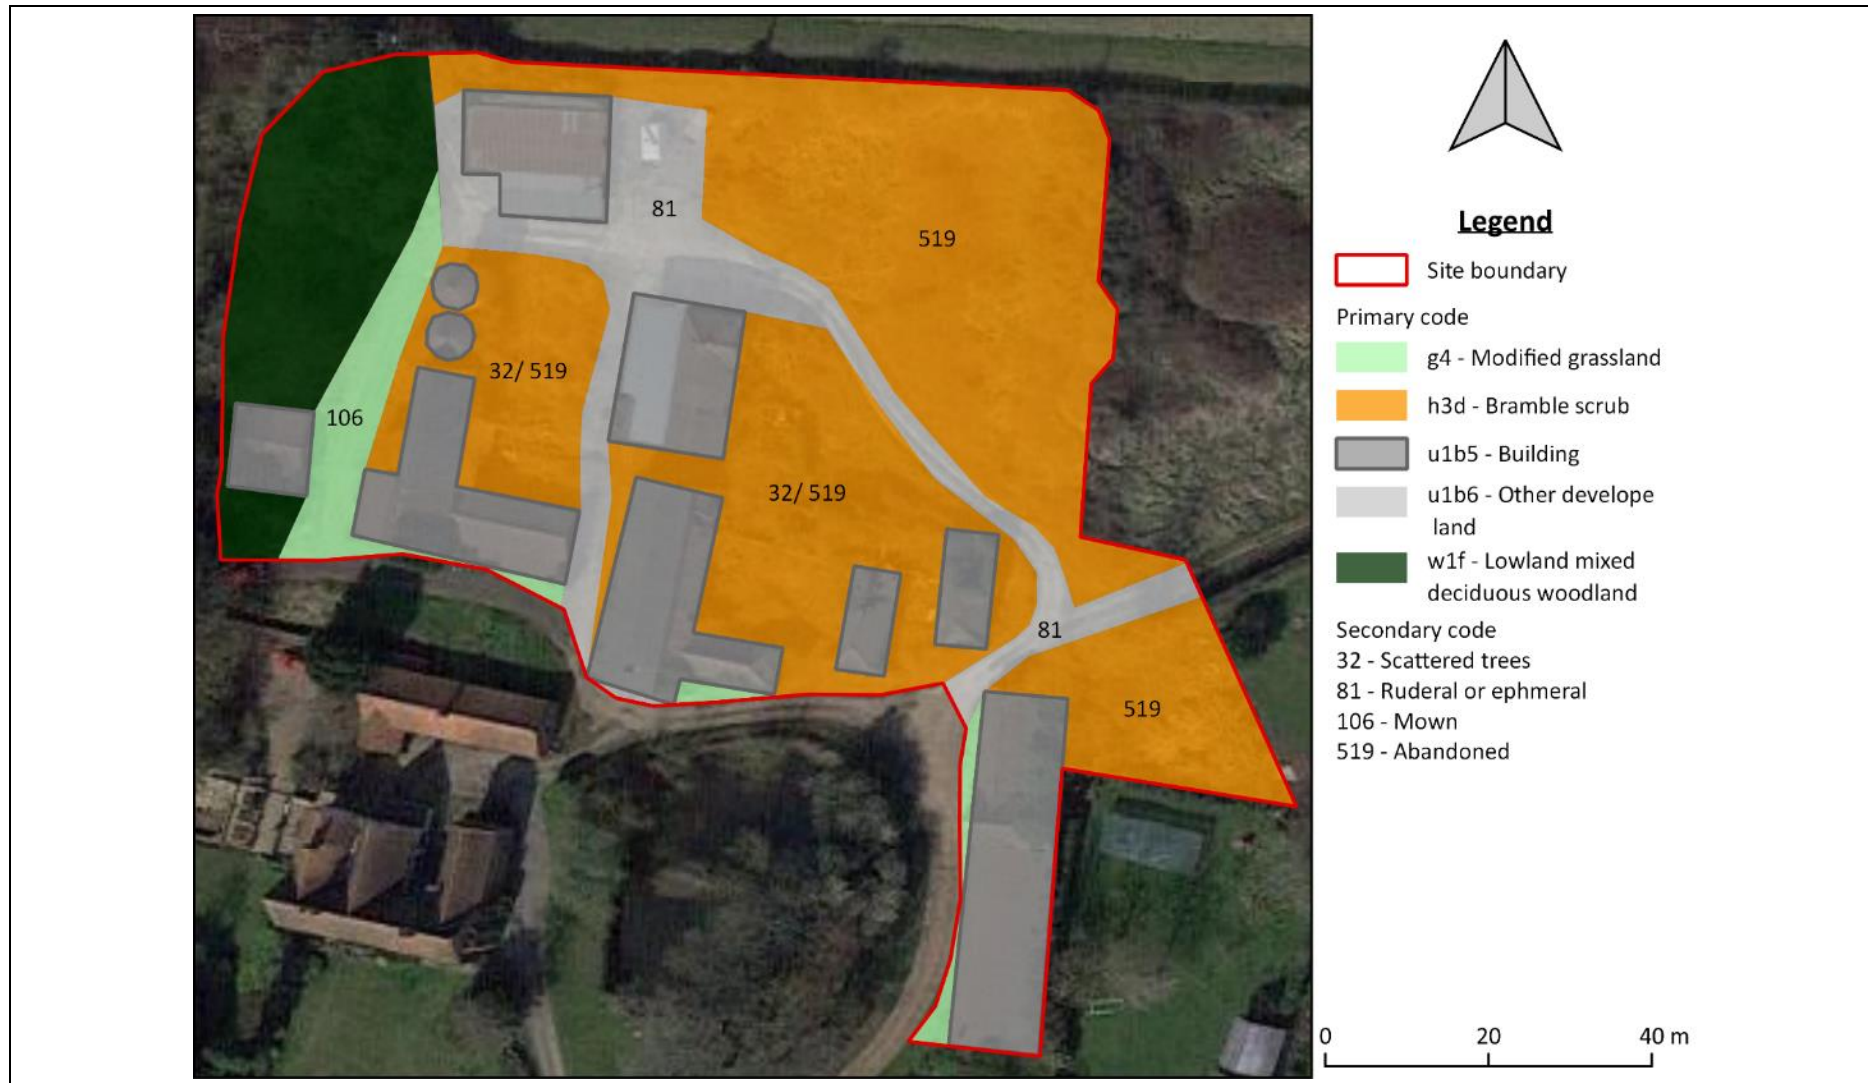 81
519
32/ 519
106
32/ 519
81
519
Legend
Site boundary
Primary code
g4 - Modified grassland
h3d - Bramble scrub
u1b5 - Building
u1b6 - Other develope
land
w1f - Lowland mixed
deciduous woodland
Secondary code
32 - Scattered trees
81 - Ruderal or ephmeral
106 - Mown
519 - Abandoned
0 20 40 m